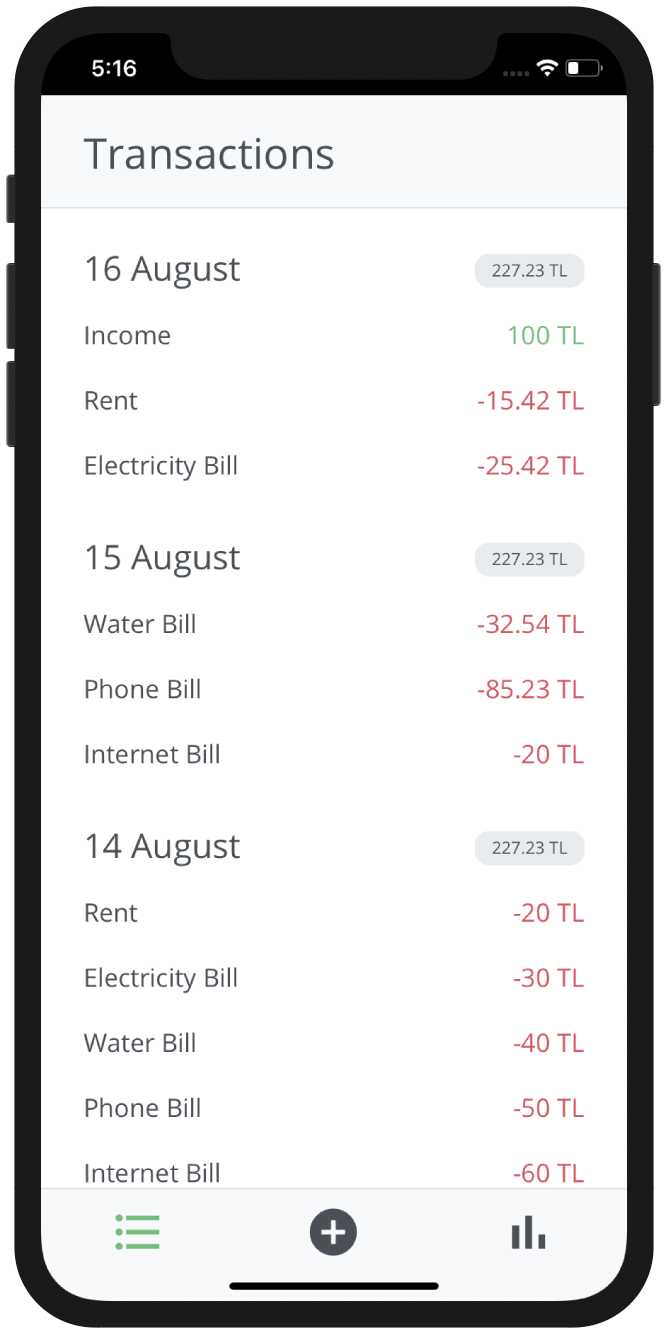 5:16
Transactions
16 August 227.23 TL
Income 100 TL
Rent -15.42 TL
Electricity Bill -25.42 TL
15 August 227.23 TL
Water Bill -32.54 TL
Phone Bill -85.23 TL
Internet Bill -20 TL
14 August 227.23 TL
Rent -20 TL
Electricity Bill -30 TL
Water Bill -40 TL
Phone Bill -50 TL
Internet Bill -60 TL